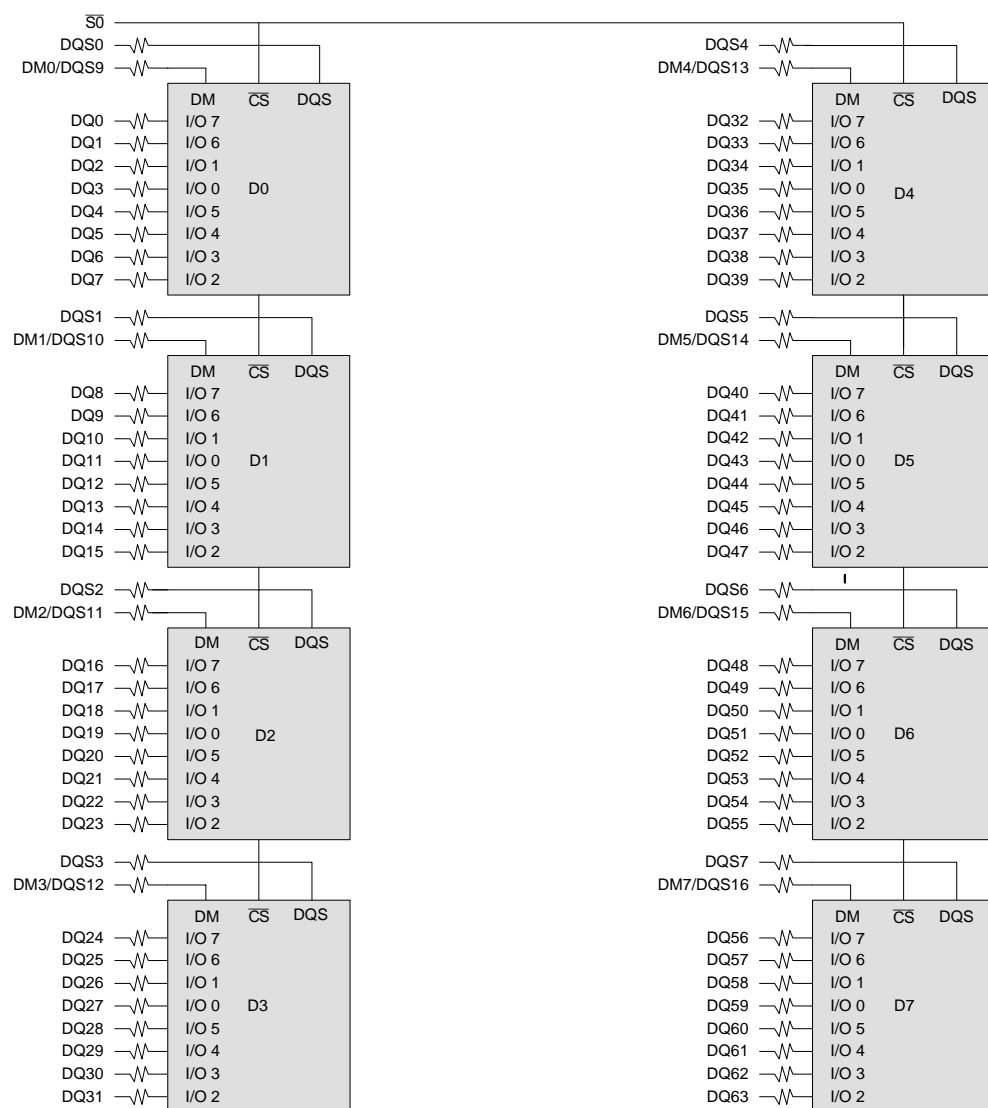 S0
DQS0
DM0/DQS9
DM CS DQS
DQ0 I/O 7
DQ1 I/O 6
DQ2 I/O 1
DQ3 I/O 0 D0
DQ4 I/O 5
DQ5 I/O 4
DQ6 I/O 3
DQ7 I/O 2
DQS1
DM1/DQS10
DM CS DQS
DQ8 I/O 7
DQ9 I/O 6
DQ10 I/O 1
DQ11 I/O 0 D1
DQ12 I/O 5
DQ13 I/O 4
DQ14 I/O 3
DQ15 I/O 2
DQS2
DM2/DQS11
DM CS DQS
DQ16 I/O 7
DQ17 I/O 6
DQ18 I/O 1
DQ19 I/O 0 D2
DQ20 I/O 5
DQ21 I/O 4
DQ22 I/O 3
DQ23 I/O 2
DQS3
DM3/DQS12
DM CS DQS
DQ24 I/O 7
DQ25 I/O 6
DQ26 I/O 1
DQ27 I/O 0 D3
DQ28 I/O 5
DQ29 I/O 4
DQ30 I/O 3
DQ31 I/O 2
DQS4
DM4/DQS13
DM CS DQS
DQ32 I/O 7
DQ33 I/O 6
DQ34 I/O 1
DQ35 I/O 0 D4
DQ36 I/O 5
DQ37 I/O 4
DQ38 I/O 3
DQ39 I/O 2
DQS5
DM5/DQS14
DM CS DQS
DQ40 I/O 7
DQ41 I/O 6
DQ42 I/O 1
DQ43 I/O 0 D5
DQ44 I/O 5
DQ45 I/O 4
DQ46 I/O 3
DQ47 I/O 2
DQS6
DM6/DQS15
DM CS DQS
DQ48 I/O 7
DQ49 I/O 6
DQ50 I/O 1
DQ51 I/O 0 D6
DQ52 I/O 5
DQ53 I/O 4
DQ54 I/O 3
DQ55 I/O 2
DQS7
DM7/DQS16
DM CS DQS
DQ56 I/O 7
DQ57 I/O 6
DQ58 I/O 1
DQ59 I/O 0 D7
DQ60 I/O 5
DQ61 I/O 4
DQ62 I/O 3
DQ63 I/O 2